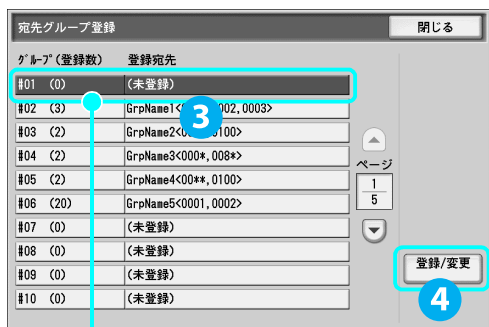 宛先グループ登録 閉じる
グループ(登録数) 登録宛先
#01 (0) (未登録)
#02 (3) GrpName1< 002,0003>
#03 (2) GrpName2< 100>
#04 (2) GrpName3<000*,008*>
#05 (2) GrpName4<00**,0100>
#06 (20) GrpName5<0001,0002>
#07 (0) (未登録)
#08 (0) (未登録)
#09 (0) (未登録)
#10 (0) (未登録)
3
ページ
1
5
登録/変更
4